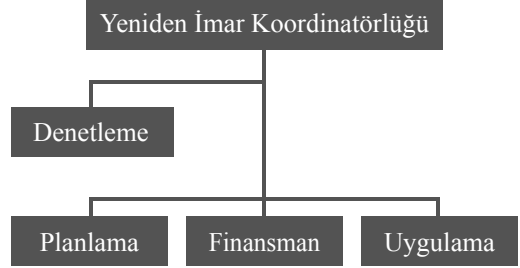 Yeniden İmar Koordinatörlüğü
Denetleme
Planlama
Finansman
Uygulama